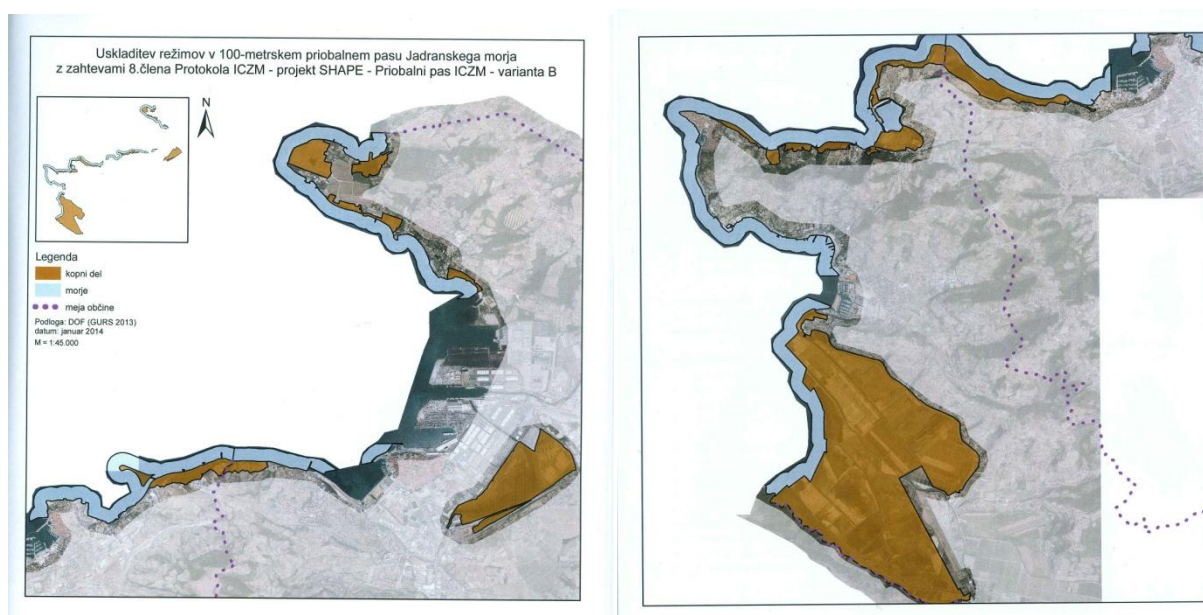 Uskladitev režimov v 100-metrskem priobalnem pasu Jadranskega morja
z zahtevami 8.člena Protokola ICZM - projekt SHAPE - Priobalni pas ICZM - varianta B
N
Legenda
kopni del
morje
meja občine
Podloga: DOF (GURS 2013)
datum: januar 2014
M = 1:45.000